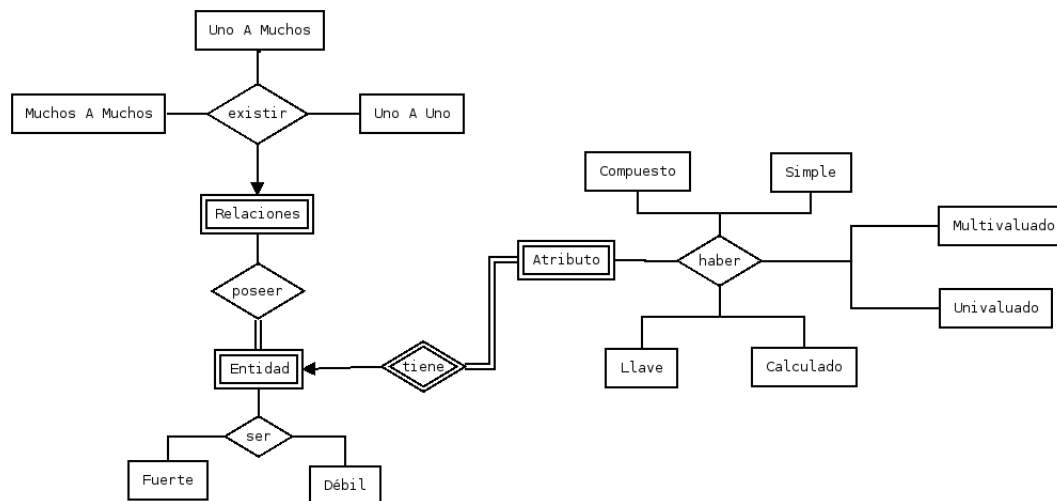 Uno A Muchos
Muchos A Muchos
existir
Uno A Uno
Compuesto
Simple
Relaciones
Multivaluado
Atributo
haber
poseer
Univaluado
Entidad
tiene
Llave
Calculado
ser
Fuerte
Débil